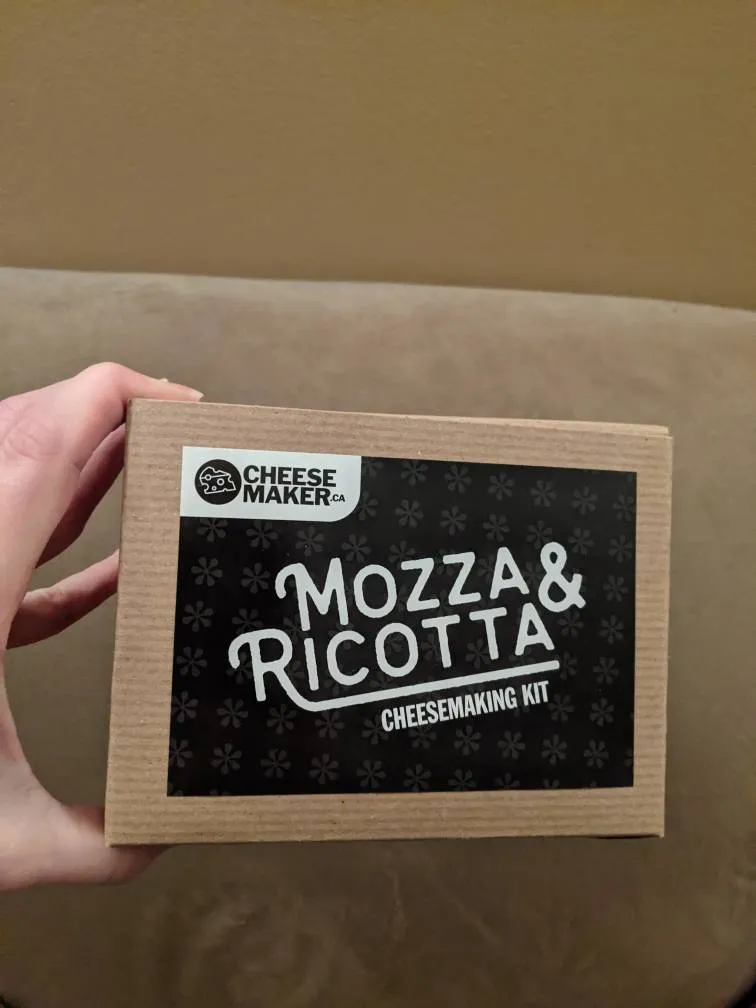 CHEESE
MAKER.CA
MOZZA &
RICOTTA
CHEESEMAKING KIT